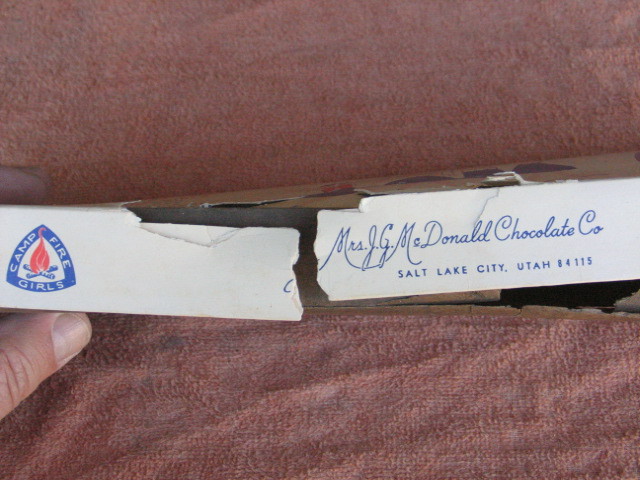 CAMP FIRE
GIRLS
Mrs. J. G. McDonald Chocolate Co
SALT LAKE CITY, UTAH 84115